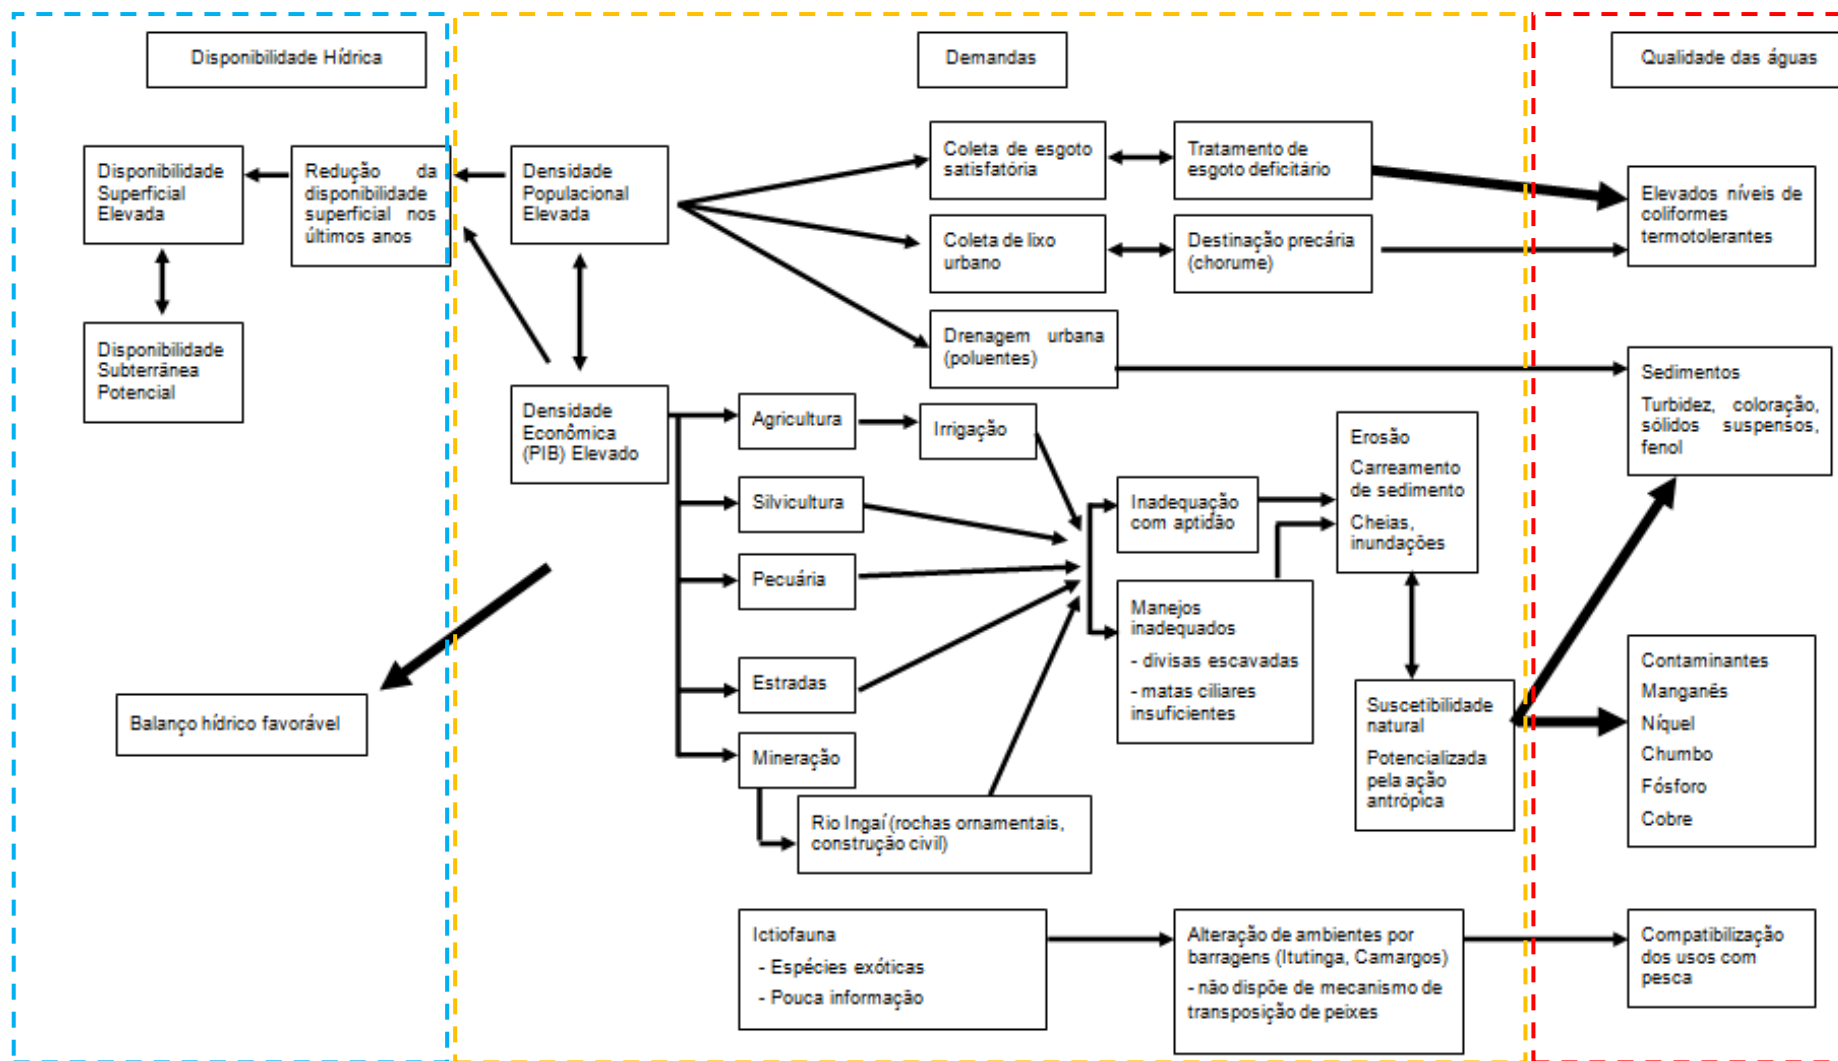 Disponibilidade Hídrica
Demandas
Qualidade das águas
Disponibilidade
Superficial
Elevada
Redução da
disponibilidade
superficial nos
últimos anos
Densidade
Populacional
Elevada
Coleta de esgoto
satisfatória
Tratamento de
esgoto deficitário
Elevados níveis de
coliformes
termotolerantes
Coleta de lixo
urbano
Destinação precária
(chorume)
Drenagem urbana
(poluentes)
Disponibilidade
Subterrânea
Potencial
Sedimentos
Turbidez, coloração,
sólidos suspensos,
fenol
Densidade
Econômica
(PIB) Elevado
Agricultura
Irrigação
Silvicultura
Pecuária
Estradas
Mineração
Rio Ingaí (rochas ornamentais,
construção civil)
Inadequação
com aptidão
Manejos
inadequados
- divisas escavadas
- matas ciliares
insuficientes
Erosão
Carreamento
de sedimento
Cheias,
inundações
Suscetibilidade
natural
Potencializada
pela ação
antrópica
Contaminantes
Manganês
Níquel
Chumbo
Fósforo
Cobre
Balanço hídrico favorável
Ictiofauna
- Espécies exóticas
- Pouca informação
Alteração de ambientes por
barragens (Itutinga, Camargos)
- não dispõe de mecanismo de
transposição de peixes
Compatibilização
dos usos com
pesca